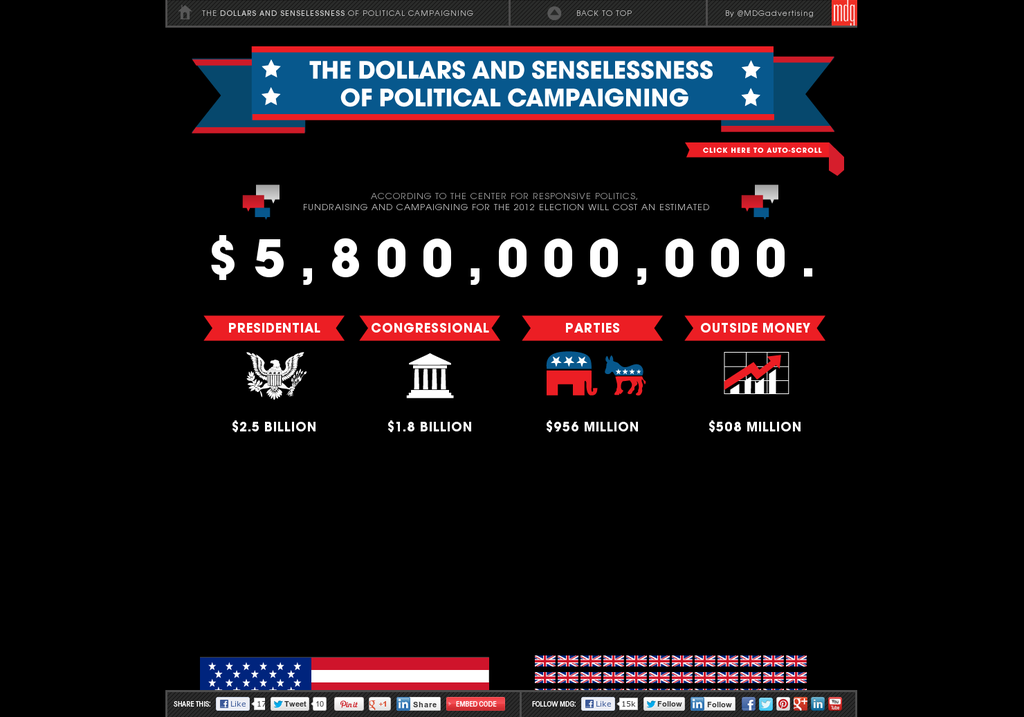 THE DOLLARS AND SENSELESSNESS OF POLITICAL CAMPAIGNING
BACK TO TOP
By @MDGadvertising
mdg
THE DOLLARS AND SENSELESSNESS
OF POLITICAL CAMPAIGNING
CLICK HERE TO AUTO-SCROLL
ACCORDING TO THE CENTER FOR RESPONSIVE POLITICS,
FUNDRAISING AND CAMPAIGNING FOR THE 2012 ELECTION WILL COST AN ESTIMATED
$5,800,000,000.
PRESIDENTIAL
CONGRESSIONAL
PARTIES
OUTSIDE MONEY
$2.5 BILLION
$1.8 BILLION
$956 MILLION
$508 MILLION
SHARE THIS:
Like
17
Tweet
10
Pin it
+1
in Share
EMBED CODE
FOLLOW MDG:
Like
15k
Follow
in Follow
You Tube